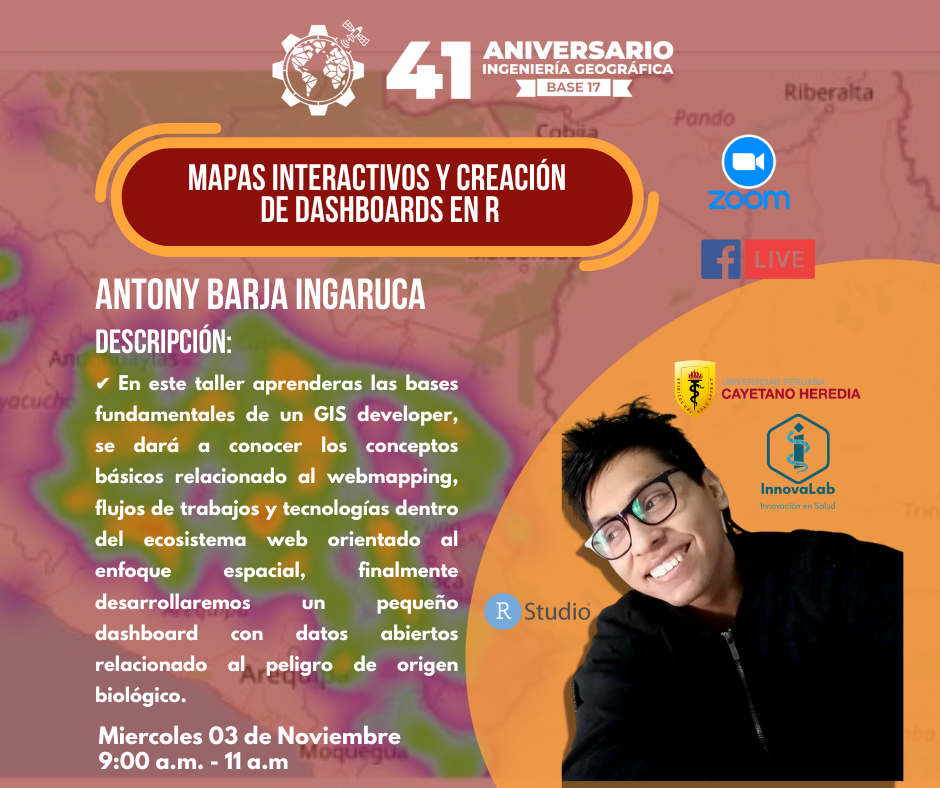 41 ANIVERSARIO
INGENIERÍA GEOGRÁFICA
BASE 17
Riberalta
Pando
Cobija
MAPAS INTERACTIVOS Y CREACIÓN
DE DASHBOARDS EN R
zoom
f LIVE
ANTONY BARJA INGARUCA
DESCRIPCIÓN:
✔ En este taller aprenderas las bases
fundamentales de un GIS developer,
se dará a conocer los conceptos
básicos relacionado al webmapping,
flujos de trabajos y tecnologías dentro
del ecosistema web orientado al
enfoque espacial, finalmente
desarrollaremos un pequeño
dashboard con datos abiertos
relacionado al peligro de origen
biológico.
Miercoles 03 de Noviembre
9:00 a.m. - 11 a.m
UNIVERSIDAD PERUANA
CAYETANO HEREDIA
InnovaLab
Innovación en Salud
R Studio
Arequipa
Moquegua